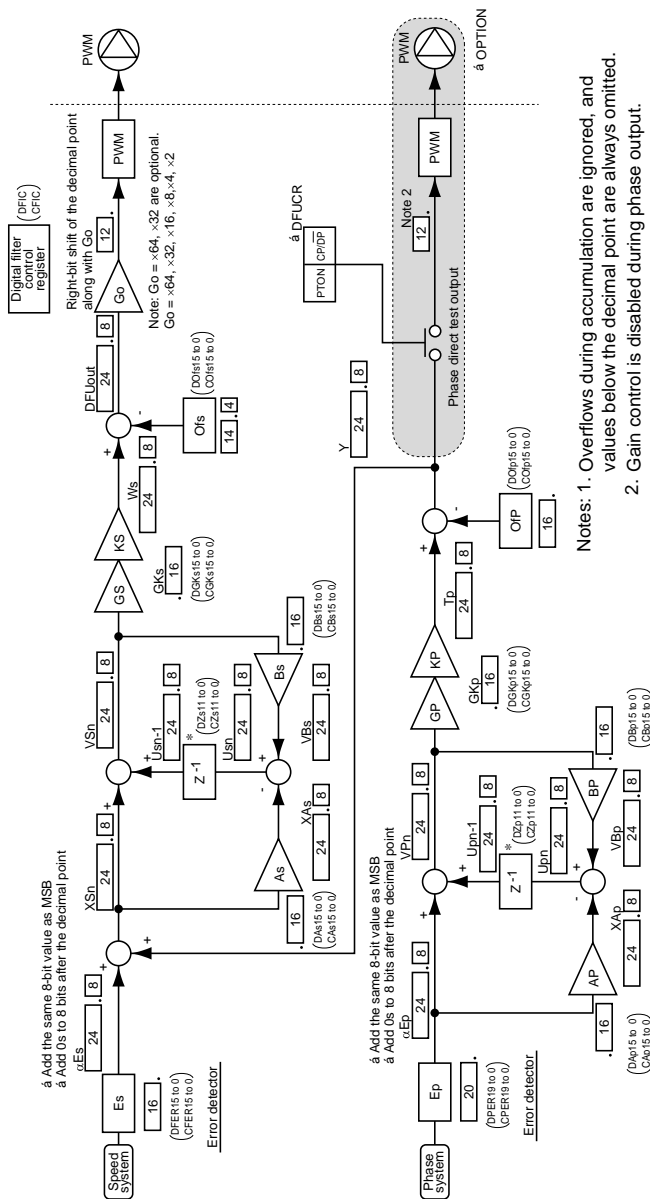 Speed
system
Es
16
.
(DFER15 to 0)
(CFER15 to 0)
Error detector
á Add the same 8-bit value as MSB
á Add 0s to 8 bits after the decimal point
αEs
24 . 8
+
+
XSn
24 . 8
+
+
VSn
24 . 8
Usn-1
24 . 8
Z-1
*
(DZs11 to 0)
(CZs11 to 0)
Usn
24 . 8
-
+
As
.16
(DAs15 to 0)
(CAs15 to 0)
XAs
24 . 8
Bs
.16
(DBs15 to 0)
(CBs15 to 0)
VBs
24 . 8
GS
KS
GKs
.16
(DGKs15 to 0)
(CGKs15 to 0)
Ws
24 . 8
+
-
Ofs
14 . 4
(DOfs15 to 0)
(COfs15 to 0)
DFUout
24 . 8
Go
Digital filter
control
register
(DFIC)
(CFIC)
Right-bit shift of the decimal point
along with Go
12 .
Note: Go = ×64, ×32 are optional.
Go = ×64, ×32, ×16, ×8,×4, ×2
PWM
PWM
Phase
system
Ep
20
.
(DPER19 to 0)
(CPER19 to 0)
Error detector
á Add the same 8-bit value as MSB
á Add 0s to 8 bits after the decimal point
αEp
24 . 8
+
+
VPn
24 . 8
Upn-1
24 . 8
Z-1
*
(DZp11 to 0)
(CZp11 to 0)
Upn
24 . 8
-
+
AP
.16
(DAp15 to 0)
(CAp15 to 0)
XAp
24 . 8
BP
.16
(DBp15 to 0)
(CBp15 to 0)
VBp
24 . 8
GP
KP
GKp
.16
(DGKp15 to 0)
(CGKp15 to 0)
Tp
24 . 8
+
-
OfP
16 .
(DOfp15 to 0)
(COfp15 to 0)
Y
24 . 8
á DFUCR
PTON CP/DP
Phase direct test output
Note 2
12 .
PWM
PWM
á OPTION
Notes: 1. Overflows during accumulation are ignored, and
values below the decimal point are always omitted.
2. Gain control is disabled during phase output.